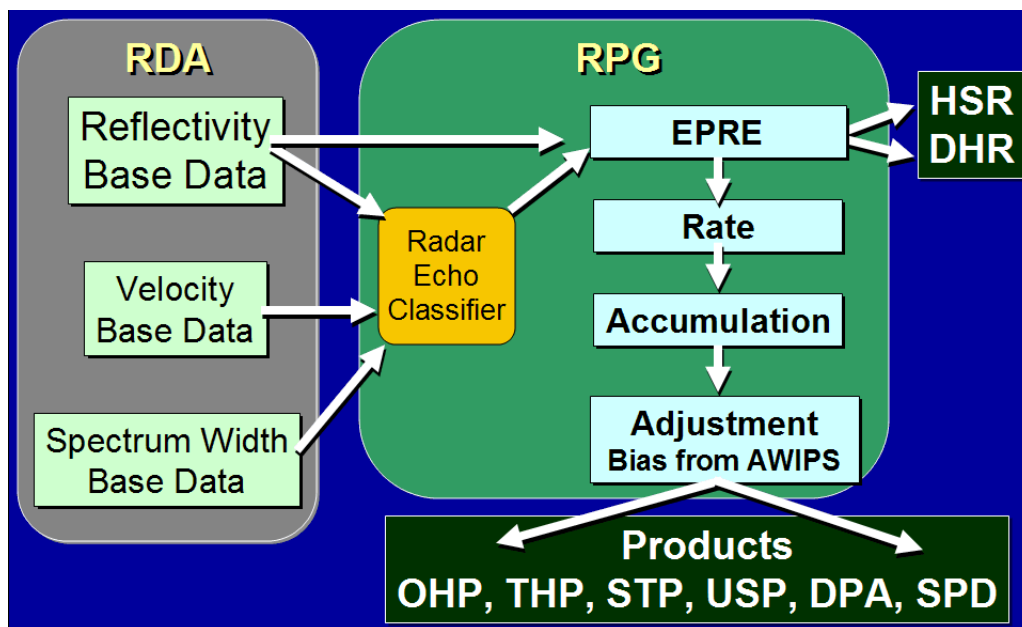 RDA
Reflectivity
Base Data
Velocity
Base Data
Spectrum Width
Base Data
RPG
Radar
Echo
Classifier
EPRE
Rate
Accumulation
Adjustment
Bias from AWIPS
HSR
DHR
Products
OHP, THP, STP, USP, DPA, SPD